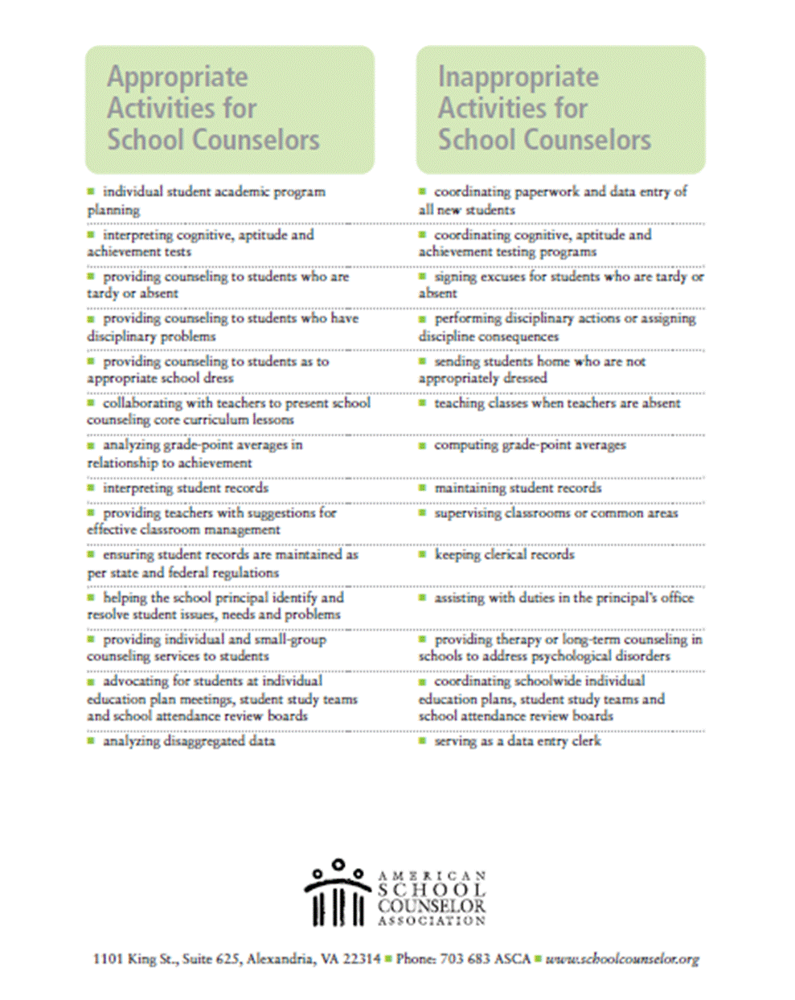 Appropriate
Activities for
School Counselors
individual student academic program
planning
interpreting cognitive, aptitude and
achievement tests
providing counseling to students who are
tardy or absent
providing counseling to students who have
disciplinary problems
providing counseling to students as to
appropriate school dress
collaborating with teachers to present school
counseling core curriculum lessons
analyzing grade-point averages in
relationship to achievement
interpreting student records
providing teachers with suggestions for
effective classroom management
ensuring student records are maintained as
per state and federal regulations
helping the school principal identify and
resolve student issues, needs and problems
providing individual and small-group
counseling services to students
advocating for students at individual
education plan meetings, student study teams
and school attendance review boards
analyzing disaggregated data
Inappropriate
Activities for
School Counselors
coordinating paperwork and data entry of
all new students
coordinating cognitive, aptitude and
achievement testing programs
signing excuses for students who are tardy or
absent
performing disciplinary actions or assigning
discipline consequences
sending students home who are not
appropriately dressed
teaching classes when teachers are absent
computing grade-point averages
maintaining student records
supervising classrooms or common areas
keeping clerical records
assisting with duties in the principal's office
providing therapy or long-term counseling in
schools to address psychological disorders
coordinating schoolwide individual
education plans, student study teams and
school attendance review boards
serving as a data entry clerk
AMERICAN
SCHOOL
COUNSELOR
ASSOCIATION
1101 King St., Suite 625, Alexandria, VA 22314 ■ Phone: 703 683 ASCA ■ www.schoolcounselor.org